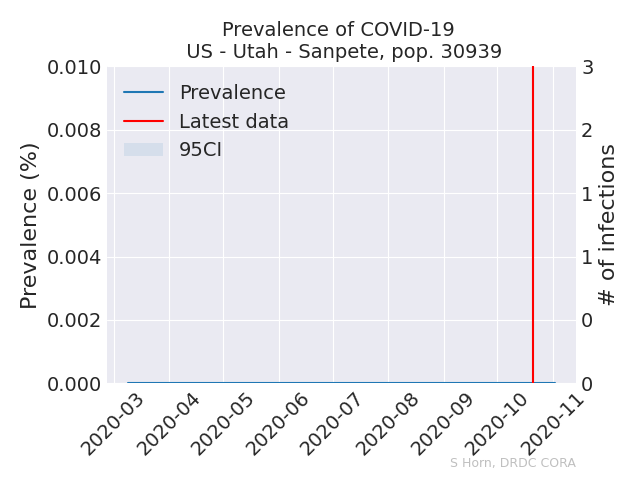 Prevalence of COVID-19
US - Utah - Sanpete, pop. 30939
Prevalence (%)
0.010
0.008
0.006
0.004
0.002
0.000
Prevalence
Latest data
95CI
3
2
1
1
0
0
# of infections
2020-03
2020-04
2020-05
2020-06
2020-07
2020-08
2020-09
2020-10
2020-11
S Horn, DRDC CORA